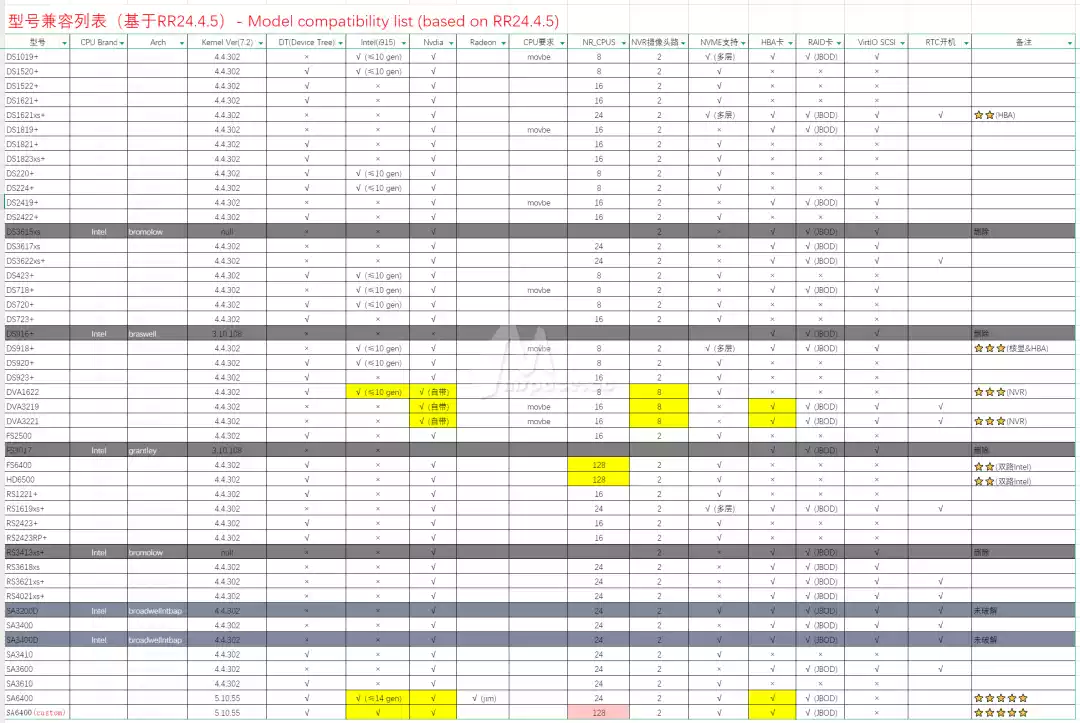 型号兼容列表（基于RR24.4.5）- Model compatibility list (based on RR24.4.5)
型号 CPU Brand Arch Kernel Ver(7.2) DT(Device Tree) Intel(i915) Nvdia Radeon CPU要求 NR_CPUS NVR摄像头路 NVME支持 HBA卡 RAID卡 VirtIO SCSI RTC开机 备注
DS1019+ 4.4.302 × √ (≤10 gen) √ movbe 8 2 √ (多层) √ √ (JBOD) √
DS1520+ 4.4.302 √ √ (≤10 gen) √ 8 2 √ × × ×
DS1522+ 4.4.302 √ × √ 16 2 √ × × ×
DS1621+ 4.4.302 √ × √ 16 2 √ × × ×
DS1621xs+ 4.4.302 × × √ 24 2 √ (多层) √ √ (JBOD) √ √ ⭐⭐(HBA)
DS1819+ 4.4.302 × × √ movbe 16 2 × √ √ (JBOD) √
DS1821+ 4.4.302 √ × √ 16 2 √ × × ×
DS1823xs+ 4.4.302 √ × √ 16 2 √ × × ×
DS220+ 4.4.302 √ √ (≤10 gen) √ 8 2 √ × × ×
DS224+ 4.4.302 √ √ (≤10 gen) √ 8 2 √ × × ×
DS2419+ 4.4.302 × × √ movbe 16 2 × √ √ (JBOD) √
DS2422+ 4.4.302 √ × √ 16 2 √ × × ×
DS3615xs Intel bromolow null × × √ 2 × √ √ (JBOD) √ 删除
DS3617xs 4.4.302 × × √ 24 2 × √ √ (JBOD) √
DS3622xs+ 4.4.302 × × √ 24 2 × √ √ (JBOD) √ √
DS423+ 4.4.302 √ √ (≤10 gen) √ 8 2 √ × × ×
DS718+ 4.4.302 × √ (≤10 gen) √ movbe 8 2 × √ √ (JBOD) √
DS720+ 4.4.302 √ √ (≤10 gen) √ 8 2 √ × × ×
DS723+ 4.4.302 √ × √ 16 2 √ × × ×
DS916+ Intel braswell 3.10.108 × × × √ √ (JBOD) √ 删除
DS918+ 4.4.302 × √ (≤10 gen) √ movbe 8 2 √ (多层) √ √ (JBOD) √ ⭐⭐⭐(核显&HBA)
DS920+ 4.4.302 √ √ (≤10 gen) √ 8 2 √ × × ×
DS923+ 4.4.302 √ × √ 16 2 √ × × ×
DVA1622 4.4.302 √ √ (≤10 gen) √ (自带) 8 8 √ × × × ⭐⭐⭐(NVR)
DVA3219 4.4.302 × × √ (自带) movbe 16 8 × √ √ (JBOD) √ √
DVA3221 4.4.302 × × √ (自带) movbe 16 8 × √ √ (JBOD) √ √ ⭐⭐⭐(NVR)
FS2500 4.4.302 √ × √ 16 2 √ × × ×
FS3017 Intel grantley 3.10.108 × × √ √ (JBOD) √ 删除
FS6400 4.4.302 √ × √ 128 2 √ × × × ⭐⭐(双路Intel)
HD6500 4.4.302 √ × √ 128 2 √ × × × ⭐⭐(双路Intel)
RS1221+ 4.4.302 √ × √ 16 2 √ × × ×
RS1619xs+ 4.4.302 × × √ 24 2 √ (多层) √ √ (JBOD) √ √
RS2423+ 4.4.302 √ × √ 16 2 √ × × ×
RS2423RP+ 4.4.302 √ × √ 16 2 √ × × ×
RS3413xs+ Intel bromolow null × × √ 2 × √ √ (JBOD) √ 删除
RS3618xs 4.4.302 × × √ 24 2 × √ √ (JBOD) √
RS3621xs+ 4.4.302 × × √ 24 2 × √ √ (JBOD) √ √
RS4021xs+ 4.4.302 × × √ 24 2 × √ √ (JBOD) √ √
SA3200D Intel broadwellntbap 4.4.302 × × √ 24 2 × √ √ (JBOD) √ √ 未破解
SA3400 4.4.302 × × √ 24 2 × √ √ (JBOD) √ √
SA3400D Intel broadwellntbap 4.4.302 × × √ 24 2 × √ √ (JBOD) √ √ 未破解
SA3410 4.4.302 √ × √ 24 2 √ × × ×
SA3600 4.4.302 × × √ 24 2 × √ √ (JBOD) √ √
SA3610 4.4.302 √ × √ 24 2 √ × × ×
SA6400 5.10.55 √ √ (≤14 gen) √ √ (jim) 24 2 √ √ √ (JBOD) × ⭐⭐⭐⭐⭐
SA6400(custom) 5.10.55 √ √ √ 128 2 √ √ √ (JBOD) × ⭐⭐⭐⭐⭐